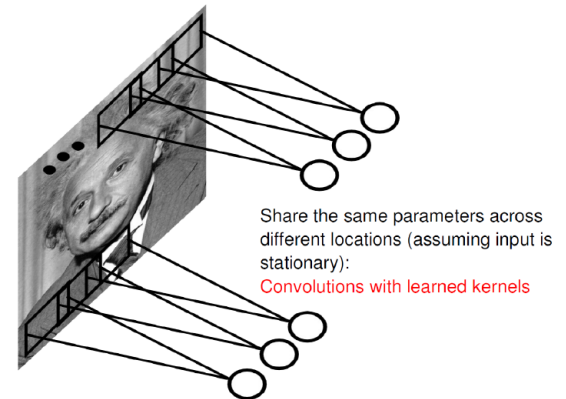 Share the same parameters across
different locations (assuming input is
stationary):
Convolutions with learned kernels